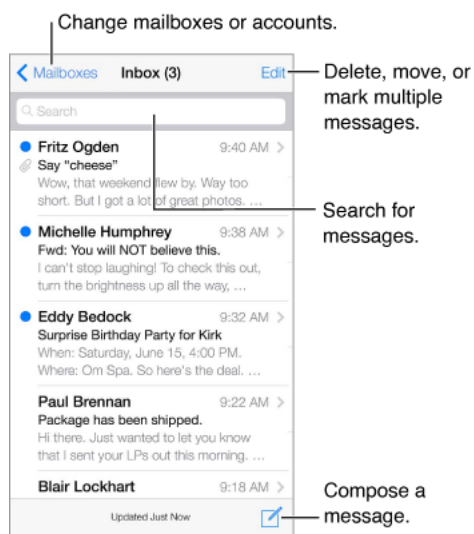 Change mailboxes or accounts.
Mailboxes Inbox (3) Edit
Delete, move, or
mark multiple
messages.
Search
Fritz Ogden 9:40 AM
Say "cheese"
Wow, that weekend flew by. Way too
short. But I got a lot of great photos. …
Search for
messages.
Michelle Humphrey 9:38 AM
Fwd: You will NOT believe this.
I can't stop laughing! To check this out,
turn the brightness up all the way, …
Eddy Bedock 9:32 AM
Surprise Birthday Party for Kirk
When: Saturday, June 15, 4:00 PM.
Where: Om Spa. So here's the deal. …
Paul Brennan 9:22 AM
Package has been shipped.
Hi there. Just wanted to let you know
that I sent your LPs out this morning. …
Blair Lockhart 9:18 AM
Updated Just Now
Compose a
message.